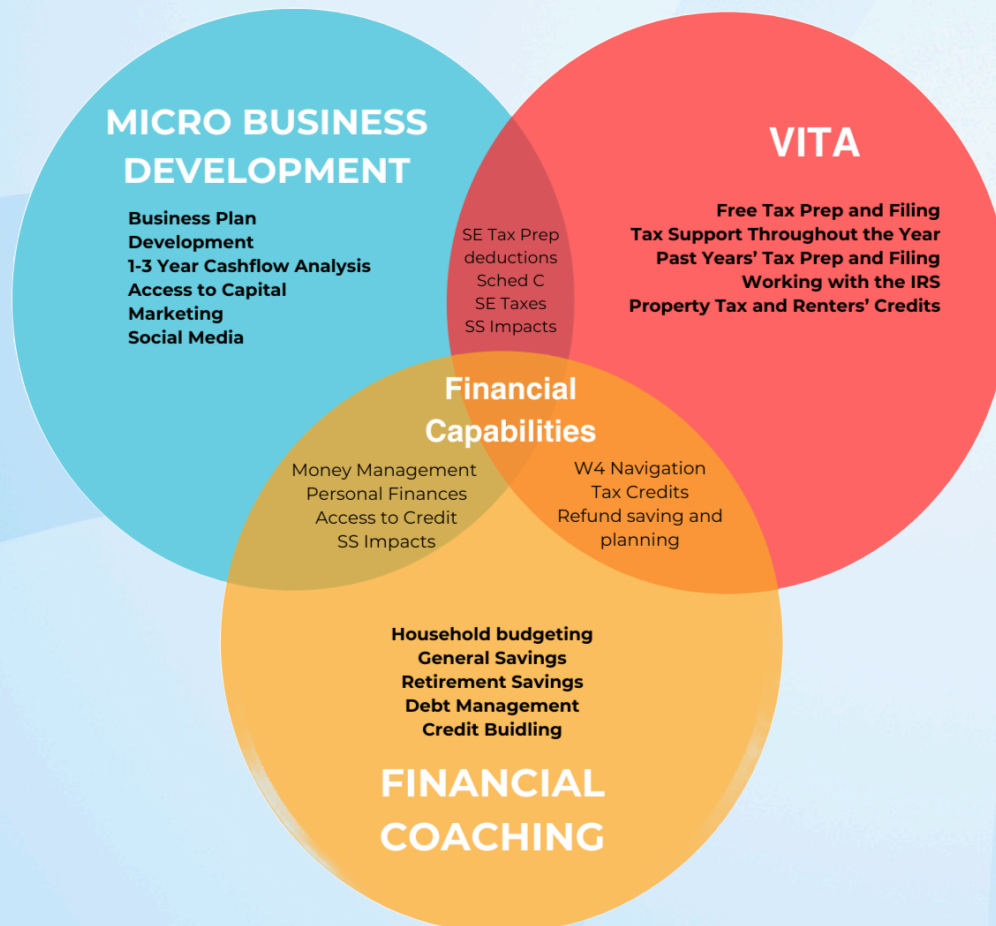 MICRO BUSINESS
DEVELOPMENT
Business Plan
Development
1-3 Year Cashflow Analysis
Access to Capital
Marketing
Social Media
VITA
Free Tax Prep and Filing
Tax Support Throughout the Year
Past Years' Tax Prep and Filing
Working with the IRS
Property Tax and Renters' Credits
SE Tax Prep
deductions
Sched C
SE Taxes
SS Impacts
Financial
Capabilities
Money Management
Personal Finances
Access to Credit
SS Impacts
W4 Navigation
Tax Credits
Refund saving and
planning
Household budgeting
General Savings
Retirement Savings
Debt Management
Credit Buidling
FINANCIAL
COACHING